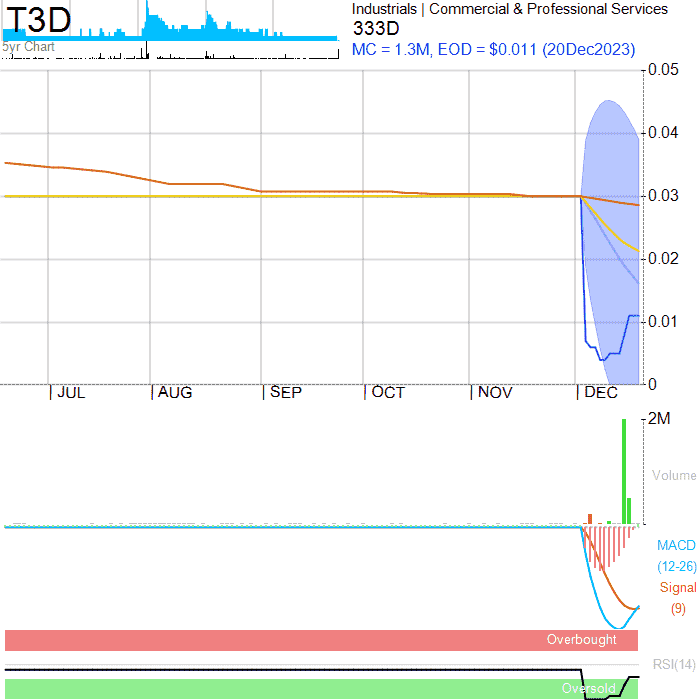 T3D
Industrials | Commercial & Professional Services
333D
5yr Chart
MC = 1.3M, EOD = $0.011 (20Dec2023)
0.05
0.04
0.03
0.02
0.01
0
JUL AUG SEP OCT NOV DEC
2M
Volume
MACD
(12-26)
Signal
(9)
Overbought
RSI(14)
Oversold